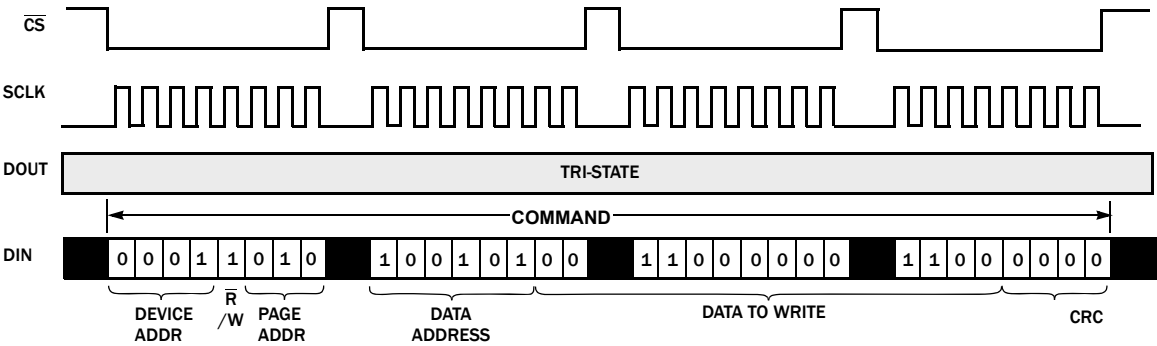 CS
SCLK
DOUT TRI-STATE
COMMAND
DIN 0 0 0 1 1 0 1 0 1 0 0 1 0 1 0 0 1 1 0 0 0 0 0 0 1 1 0 0 0 0 0 0
DEVICE ADDR
R /W
PAGE ADDR
DATA ADDRESS
DATA TO WRITE
CRC